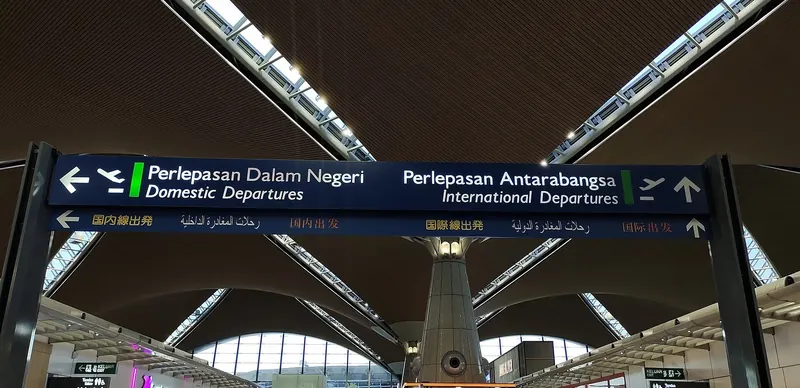 Perlepasan Dalam Negeri
Domestic Departures
Perlepasan Antarabangsa
International Departures
国内線出発 رحلات المغادرة الداخلية 国内出发
国際線出発 رحلات المغادرة الدولية 国际出发